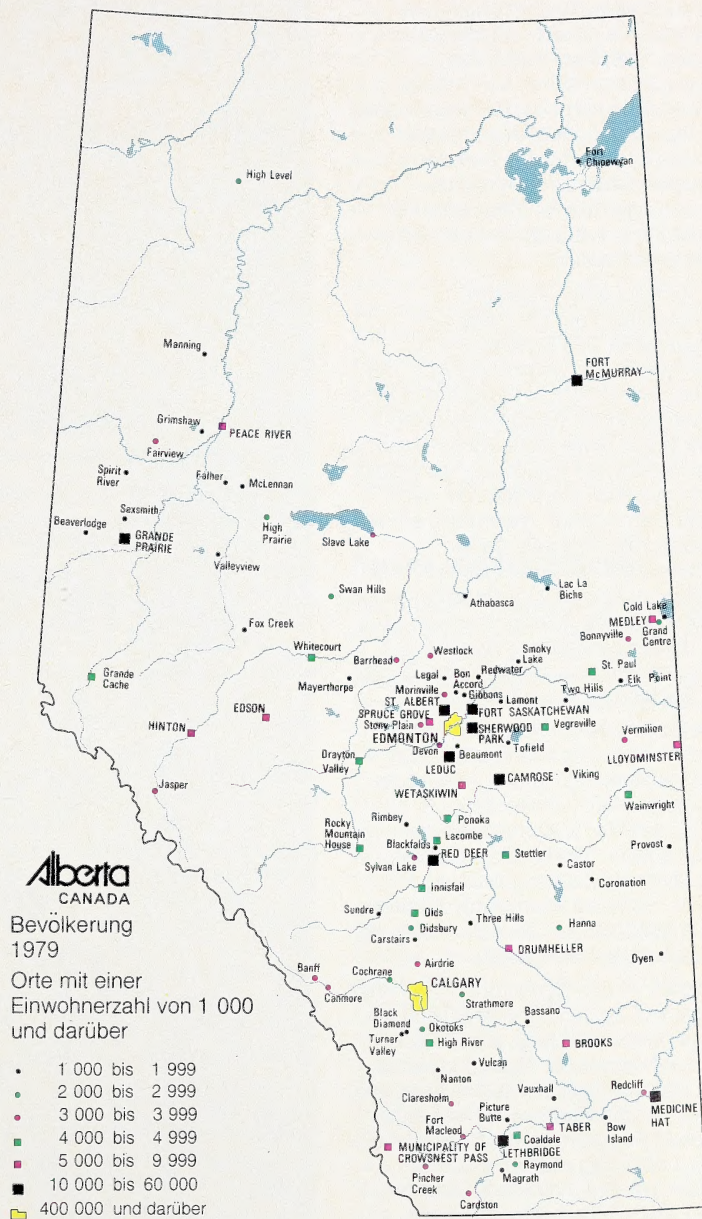 Fort
Chipewyan
High Level
Manning
FORT
McMURRAY
Grimshaw
PEACE RIVER
Fairview
Spirit
River
Falher
McLennan
Sexsmith
Beaverlodge
GRANDE
PRAIRIE
High
Prairie
Slave Lake
Valleyview
Swan Hills
Lac La
Biche
Athabasca
Cold Lake
MEDLEY
Grand
Centre
Bonnyville
Fox Creek
Whitecourt
Barrhead
Westlock
Smoky
Lake
Redwater
St. Paul
Elk Point
Grande
Cache
Mayerthorpe
Legal
Bon
Accord
Morinville
Gibbons
Lamont
Two Hills
ST. ALBERT
FORT SASKATCHEWAN
EDSON
SPRUCE GROVE
Stony Plain
SHERWOOD
PARK
Vegreville
HINTON
EDMONTON
Devon
Beaumont
Tofield
Vermilion
LLOYDMINSTER
Drayton
Valley
LEDUC
CAMROSE
Viking
Jasper
WETASKIWIN
Wainwright
Rimbey
Ponoka
Rocky
Mountain
House
Lacombe
Blackfalds
RED DEER
Sylvan Lake
Stettler
Castor
Provost
Coronation
Innisfail
Sundre
Olds
Didsbury
Three Hills
Hanna
Carstairs
DRUMHELLER
Oyen
Airdrie
Banff
Canmore
Cochrane
CALGARY
Strathmore
Bassano
Black
Diamond
Turner
Valley
Okotoks
High River
BROOKS
Vulcan
Nanton
Claresholm
Vauxhall
Redcliff
Picture
Butte
MEDICINE
HAT
Fort
Macleod
TABER
Bow
Island
MUNICIPALITY OF
CROWSNEST PASS
Coaldale
LETHBRIDGE
Raymond
Magrath
Pincher
Creek
Cardston
Alberta
CANADA
Bevölkerung
1979
Orte mit einer
Einwohnerzahl von 1 000
und darüber
1 000 bis 1 999
2 000 bis 2 999
3 000 bis 3 999
4 000 bis 4 999
5 000 bis 9 999
10 000 bis 60 000
400 000 und darüber